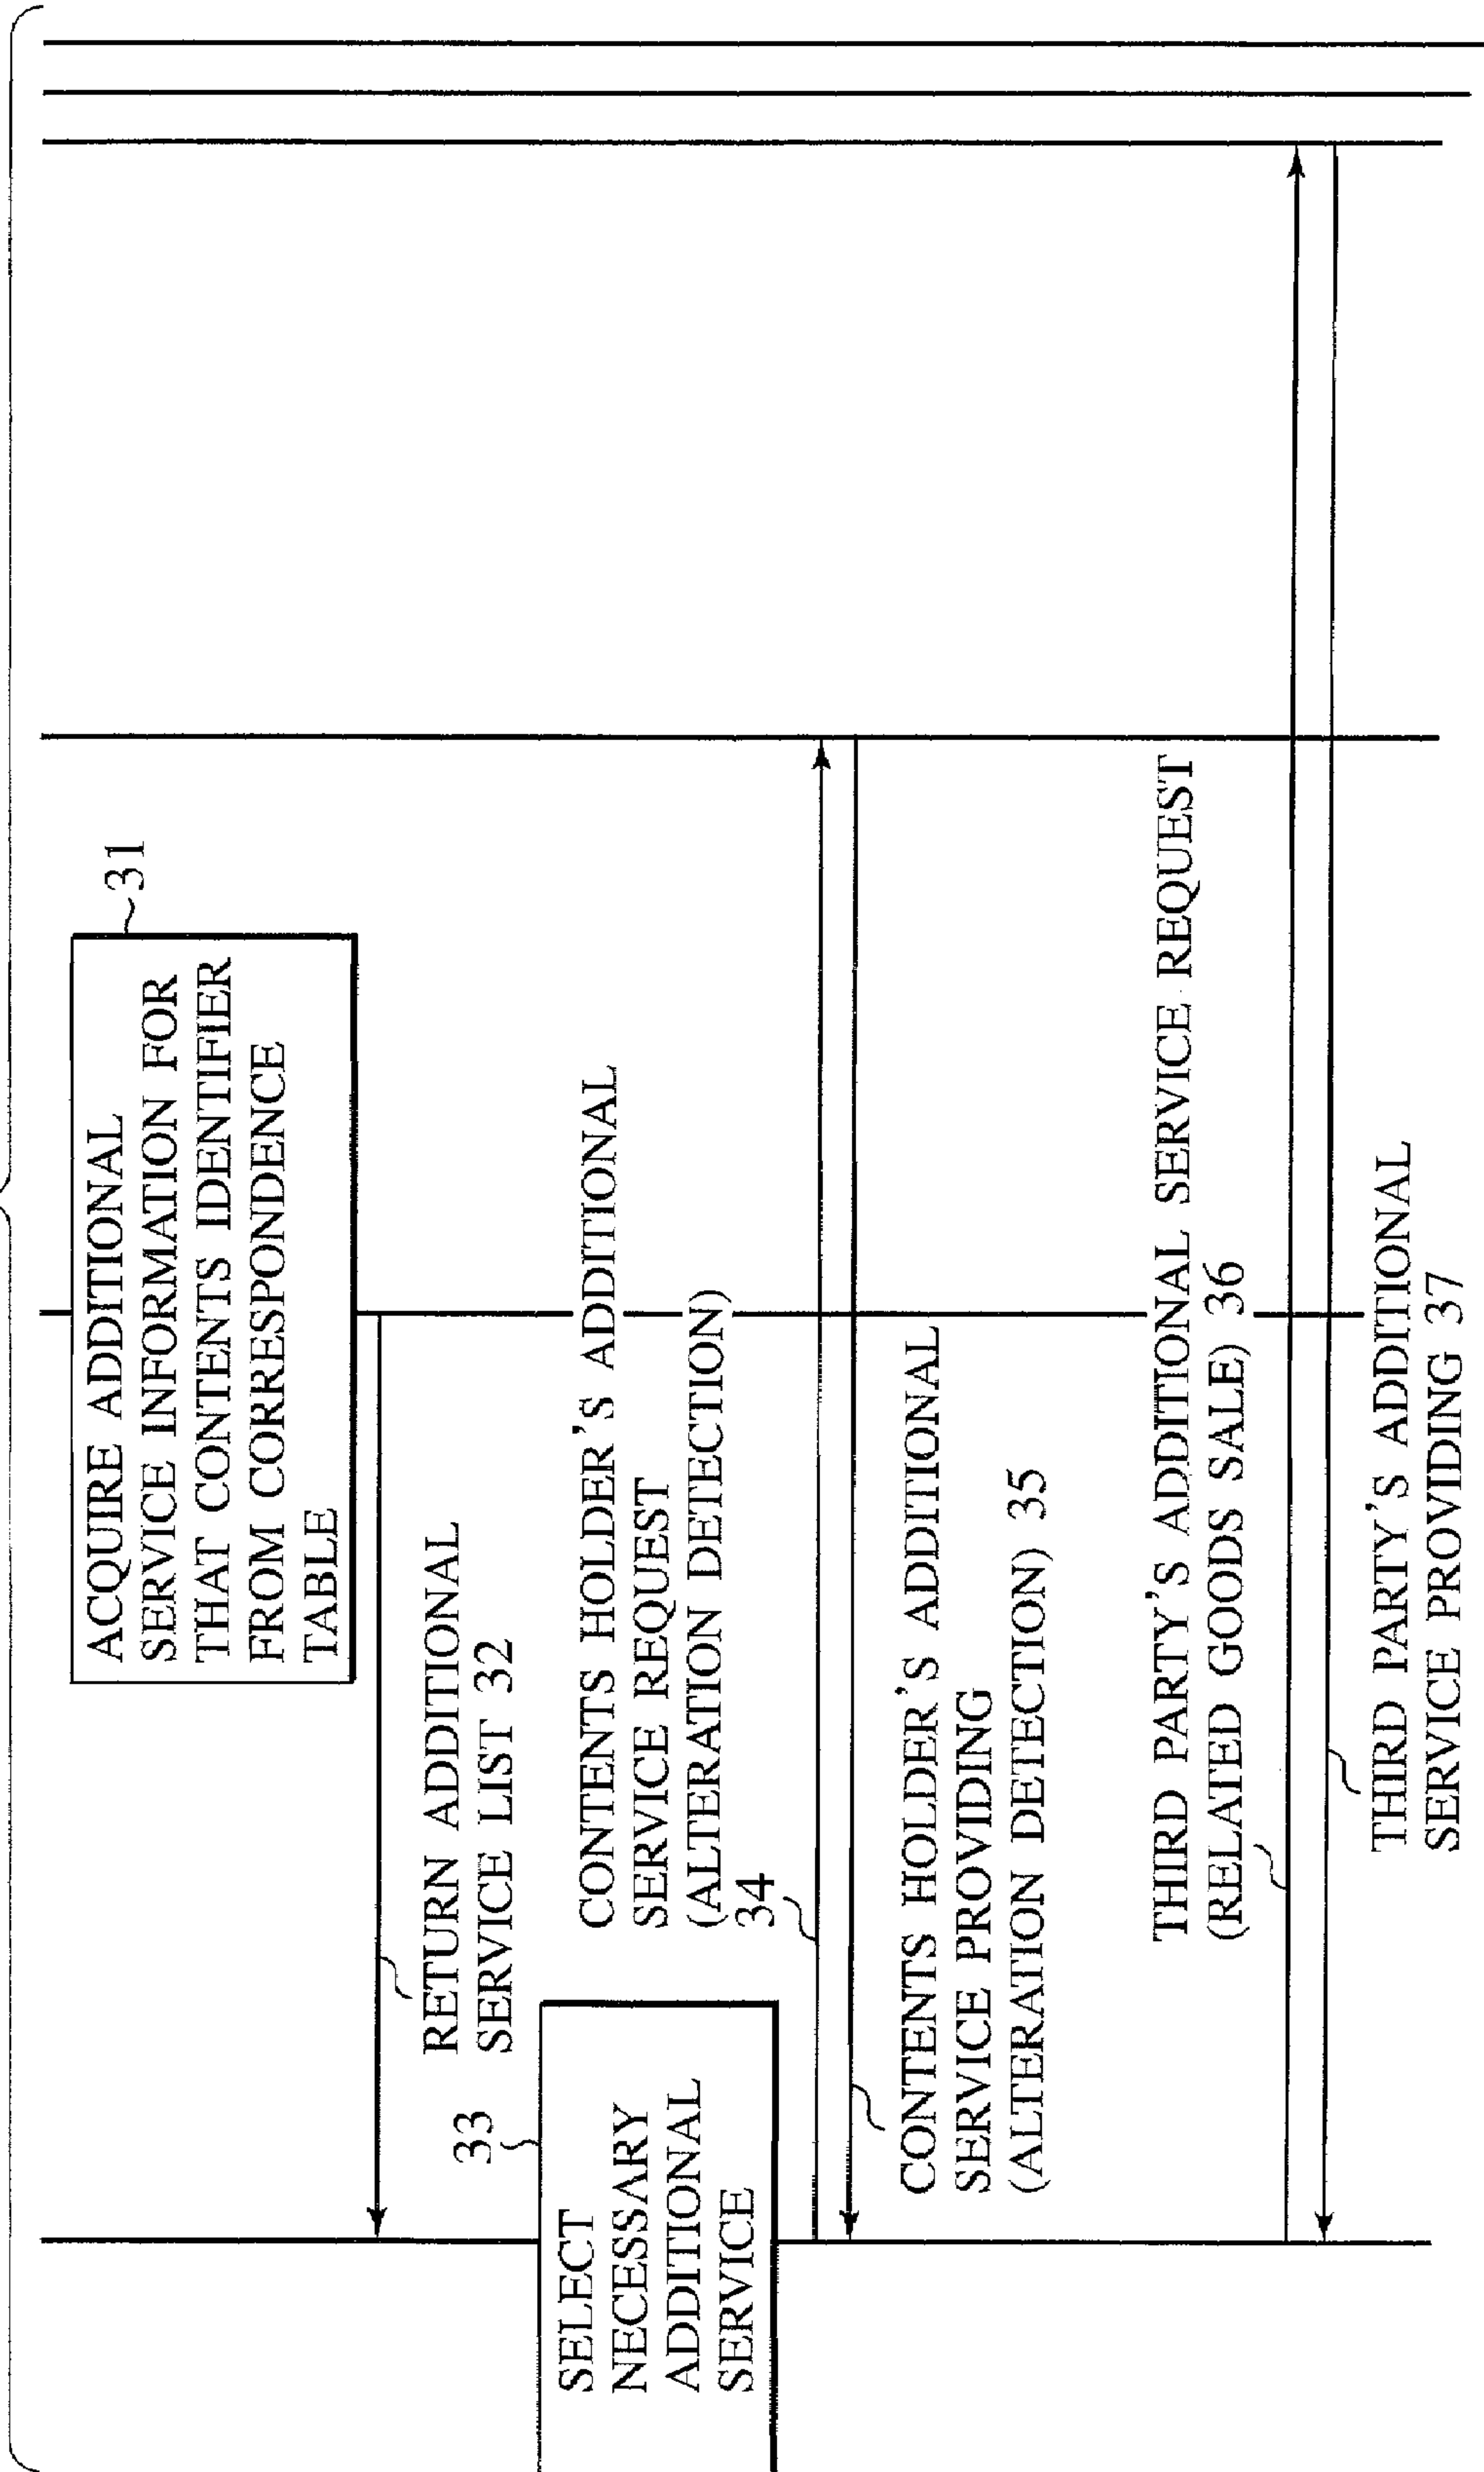 ACQUIRE ADDITIONAL
SERVICE INFORMATION FOR
THAT CONTENTS IDENTIFIER
FROM CORRESPONDENCE
TABLE
31
RETURN ADDITIONAL
SERVICE LIST 32
33
SELECT
NECESSARY
ADDITIONAL
SERVICE
CONTENTS HOLDER'S ADDITIONAL
SERVICE REQUEST
(ALTERATION DETECTION)
34
CONTENTS HOLDER'S ADDITIONAL
SERVICE PROVIDING
(ALTERATION DETECTION) 35
THIRD PARTY'S ADDITIONAL SERVICE REQUEST
(RELATED GOODS SALE) 36
THIRD PARTY'S ADDITIONAL
SERVICE PROVIDING 37